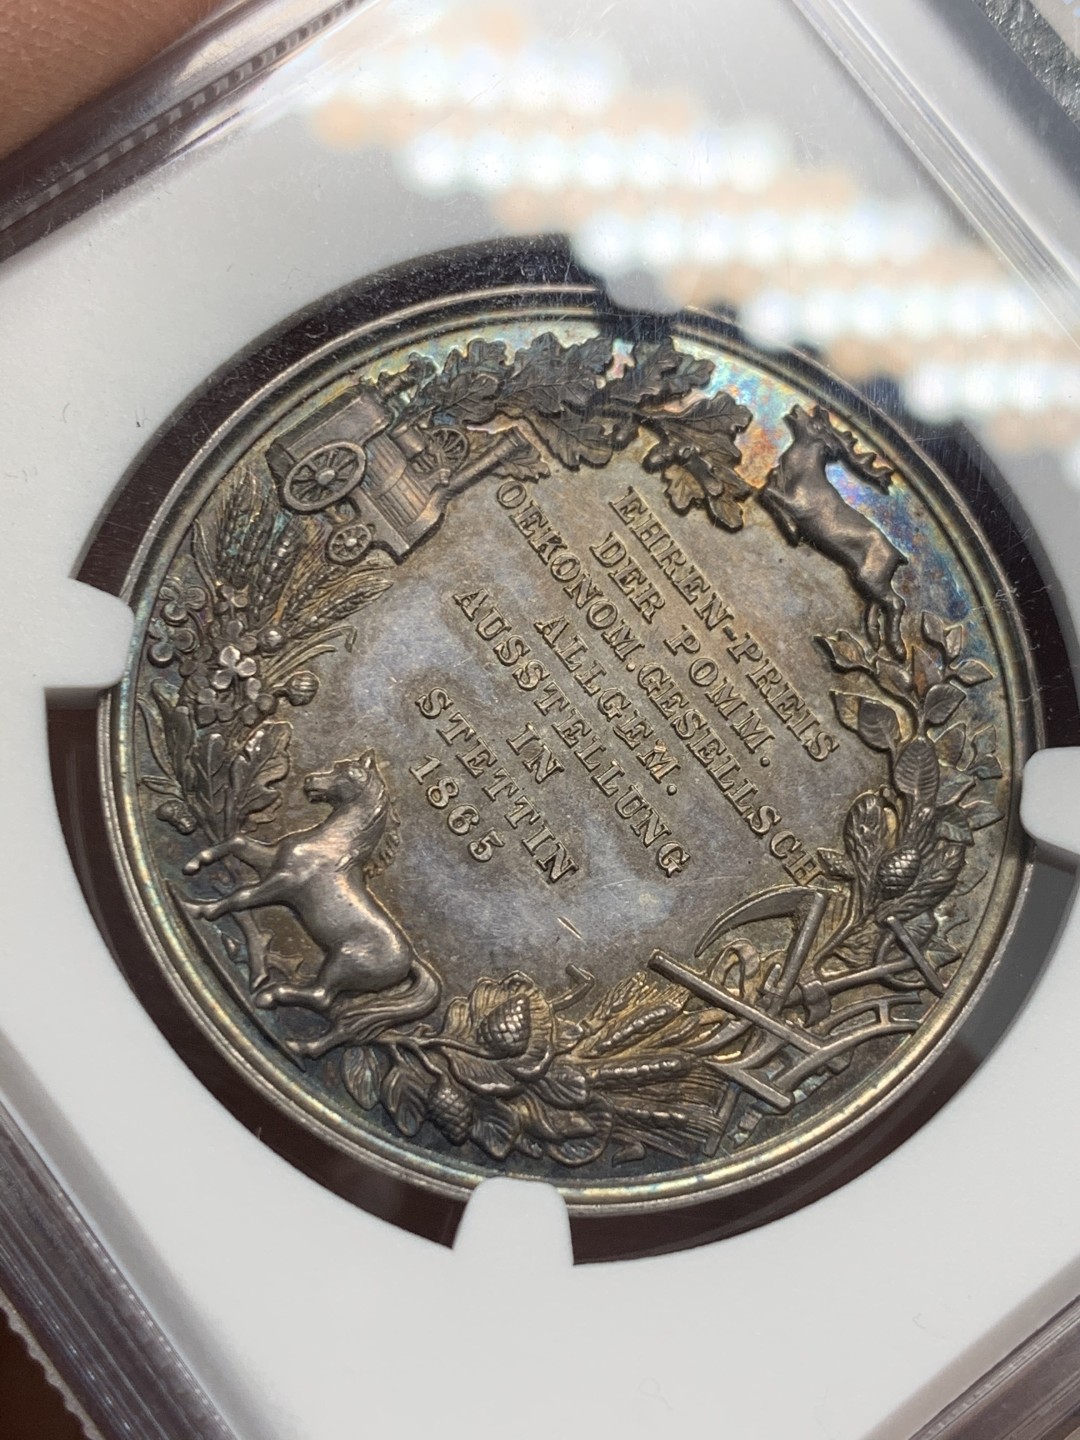 EHREN-PREIS
DER POMM.
OEKONOM.GESELLSCH
ALLGEM.
AUSSTELLUNG
IN
STETTIN
1865